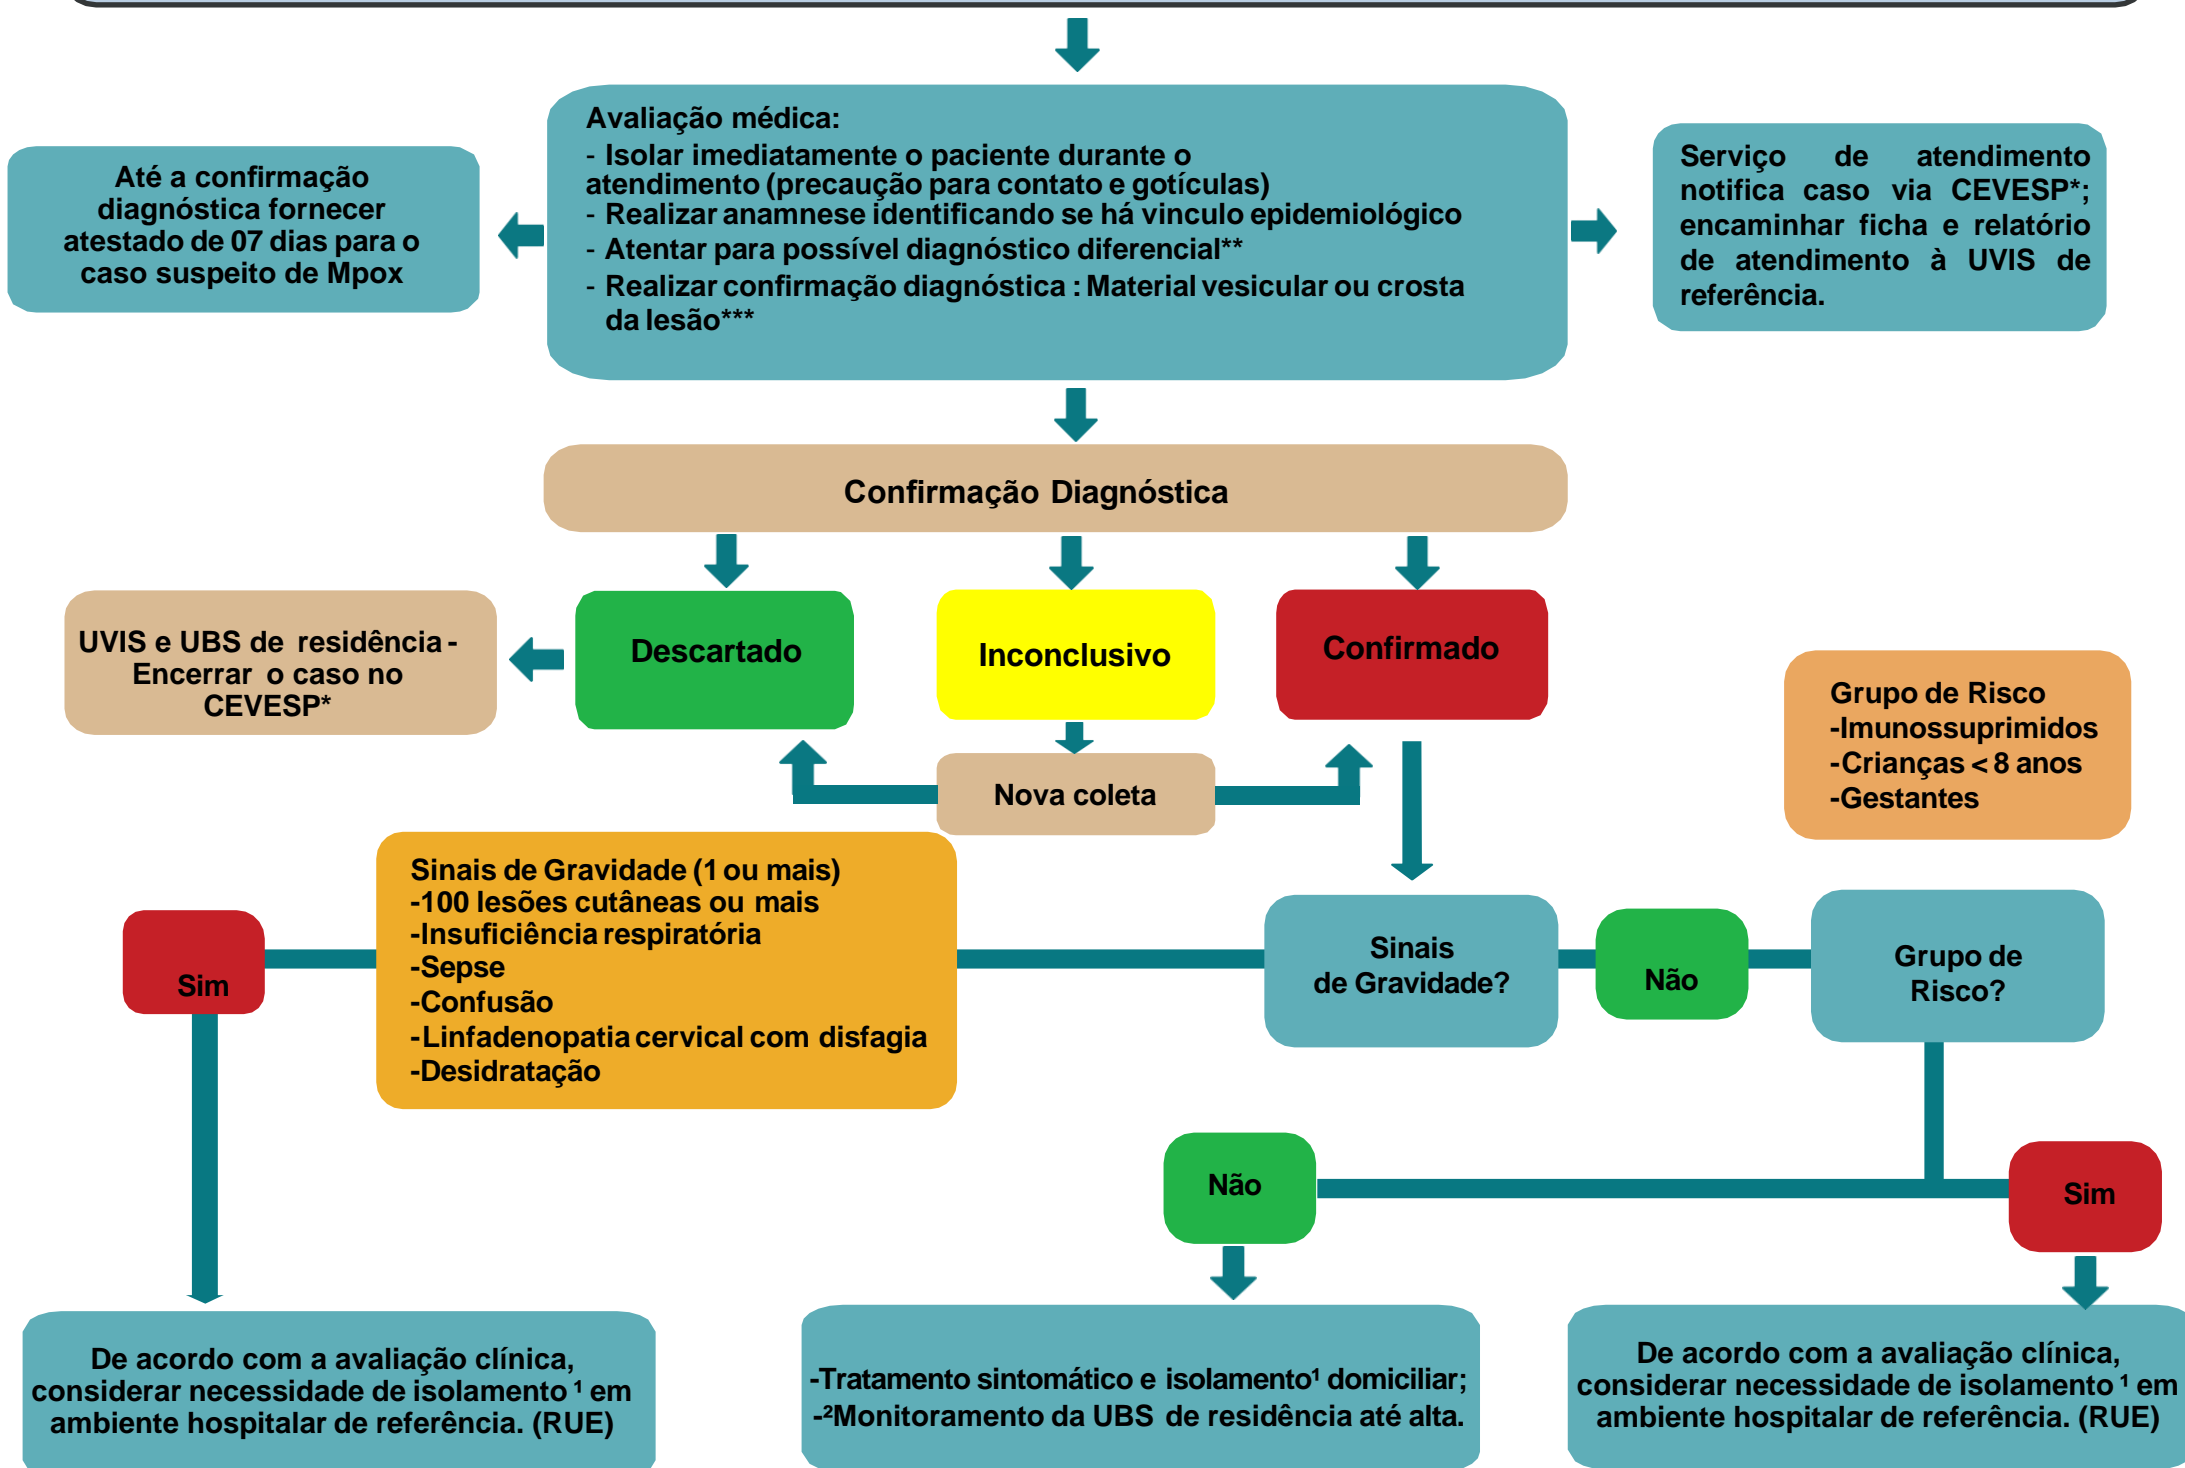 Avaliação médica:
- Isolar imediatamente o paciente durante o
atendimento (precaução para contato e gotículas)
- Realizar anamnese identificando se há vinculo epidemiológico
- Atentar para possível diagnóstico diferencial**
- Realizar confirmação diagnóstica : Material vesicular ou crosta
da lesão***
Até a confirmação
diagnóstica fornecer
atestado de 07 dias para o
caso suspeito de Mpox
Serviço de atendimento
notifica caso via CEVESP*;
encaminhar ficha e relatório
de atendimento à UVIS de
referência.
Confirmação Diagnóstica
UVIS e UBS de residência -
Encerrar o caso no
CEVESP*
Descartado
Inconclusivo
Confirmado
Nova coleta
Grupo de Risco
-Imunossuprimidos
-Crianças < 8 anos
-Gestantes
Sim
Sinais de Gravidade (1 ou mais)
-100 lesões cutâneas ou mais
-Insuficiência respiratória
-Sepse
-Confusão
-Linfadenopatia cervical com disfagia
-Desidratação
Sinais
de Gravidade?
Não
Grupo de
Risco?
Não
Sim
De acordo com a avaliação clínica,
considerar necessidade de isolamento ¹ em
ambiente hospitalar de referência. (RUE)
-Tratamento sintomático e isolamento¹ domiciliar;
-²Monitoramento da UBS de residência até alta.
De acordo com a avaliação clínica,
considerar necessidade de isolamento ¹ em
ambiente hospitalar de referência. (RUE)